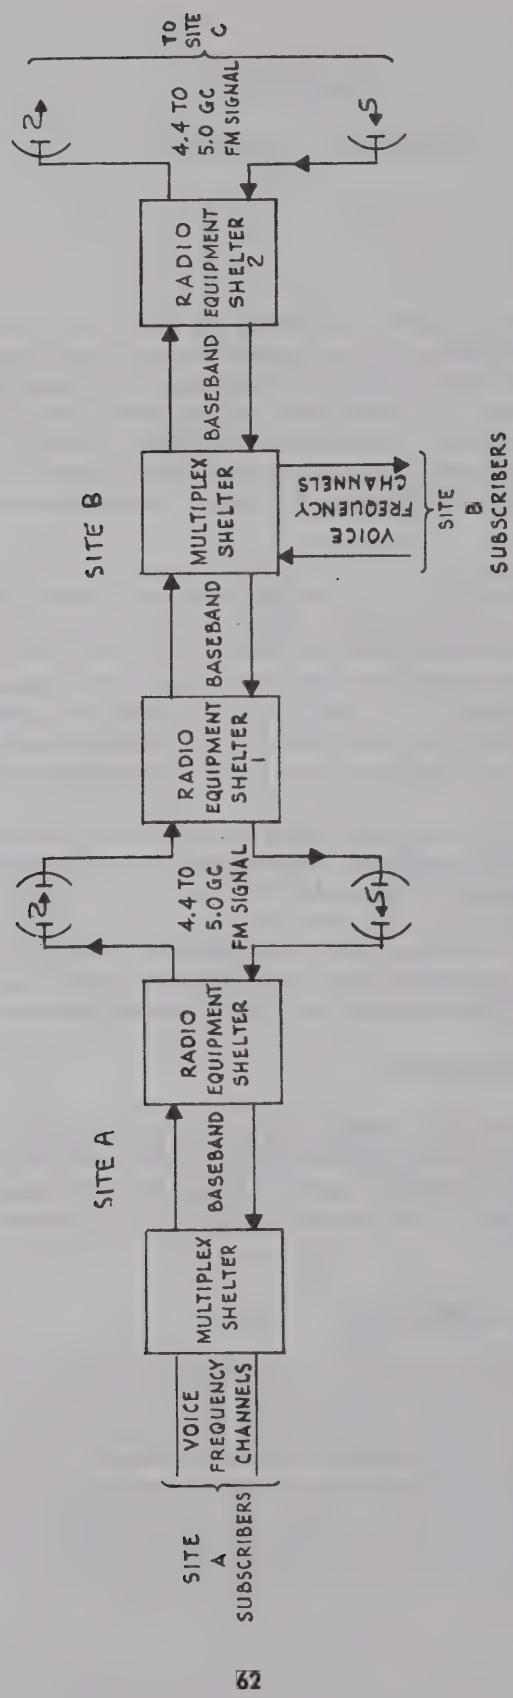 SITE
A
SUBSCRIBERS
VOICE
FREQUENCY
CHANNELS
MULTIPLEX
SHELTER
SITE A
BASEBAND
RADIO
EQUIPMENT
SHELTER
2
4.4 TO
5.0 GC
FM SIGNAL
5
RADIO
EQUIPMENT
SHELTER
1
BASEBAND
SITE B
MULTIPLEX
SHELTER
VOICE
FREQUENCY
CHANNELS
SITE
B
SUBSCRIBERS
BASEBAND
RADIO
EQUIPMENT
SHELTER
2
2
4.4 TO
5.0 GC
FM SIGNAL
5
TO
SITE
C
62